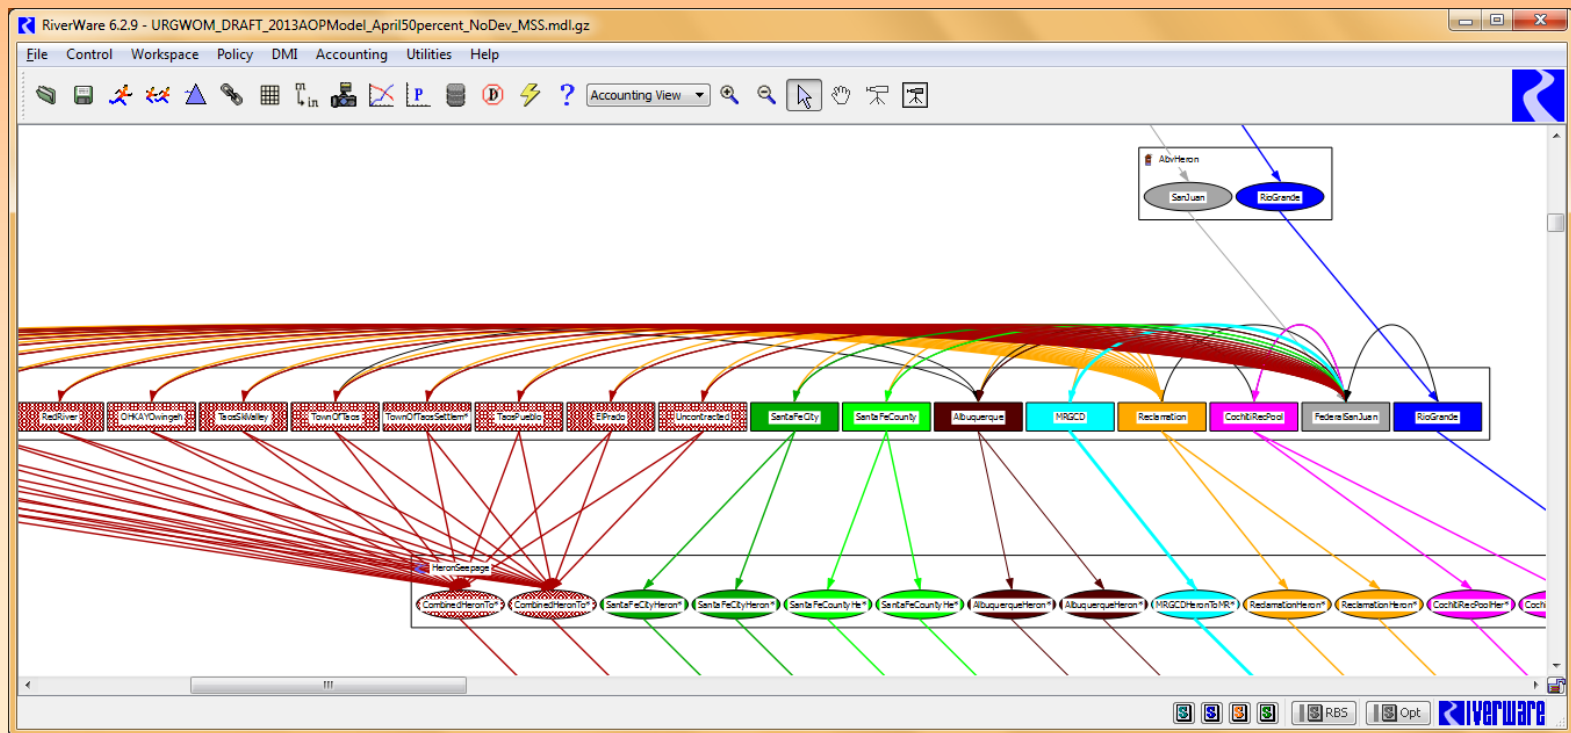 RiverWare 6.2.9 - URGWOM_DRAFT_2013AOPModel_April50percent_NoDev_MSS.mdl.gz
File Control Workspace Policy DMI Accounting Utilities Help
Accounting View
AbvHeron
SanJuan RioGrande
RedRiver OHKAYOwingeh TaosSkiValley TownOfTaos TownOfTaosSettlem* TaosPueblo ElPrado Uncontracted SantaFeCity SantaFeCounty Albuquerque MRGCD Reclamation CochitiRecPool FederalSanJuan RioGrande
HeronSeepage
CombinedHeronTo* CombinedHeronTo* SantaFeCityHeron* SantaFeCityHeron* SantaFeCountyHe* SantaFeCountyHe* AlbuquerqueHeron* AlbuquerqueHeron* MRGCDHeronToMR* ReclamationHeron* ReclamationHeron* CochitiRecPoolHer* Cochi
RBS Opt Riverware